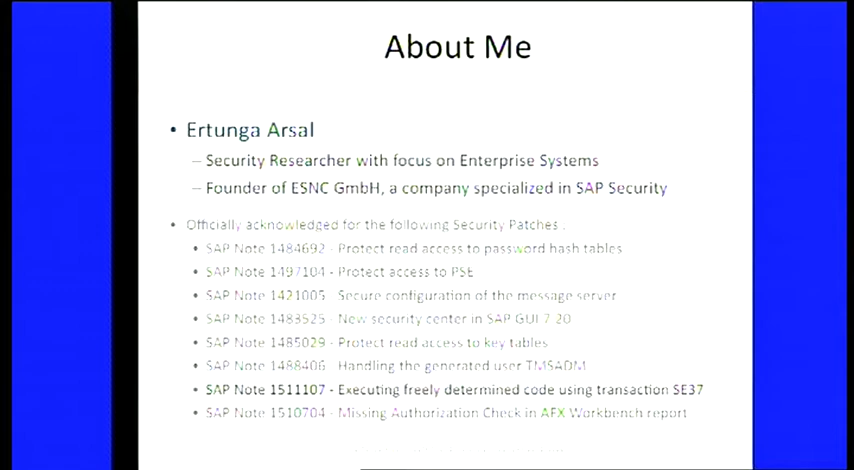 About Me
• Ertunga Arsal
– Security Researcher with focus on Enterprise Systems
– Founder of ESNC GmbH, a company specialized in SAP Security
• Officially acknowledged for the following Security Patches :
• SAP Note 1484692 - Protect read access to password hash tables
• SAP Note 1497104 - Protect access to PSE
• SAP Note 1421005 - Secure configuration of the message server
• SAP Note 1483525 - New security center in SAP GUI 7.20
• SAP Note 1485029 - Protect read access to key tables
• SAP Note 1488406 - Handling the generated user TMSADM
• SAP Note 1511107 - Executing freely determined code using transaction SE37
• SAP Note 1510704 - Missing Authorization Check in AFX Workbench report